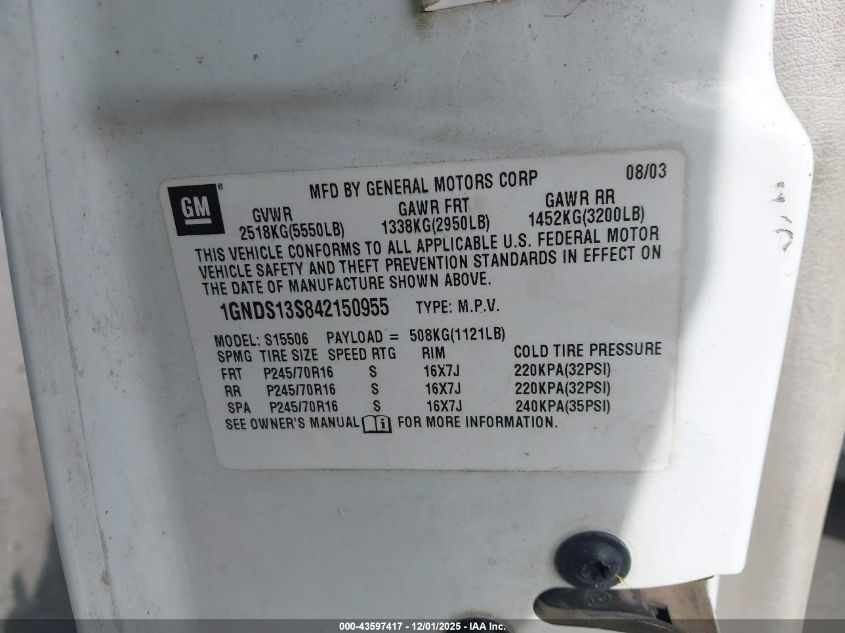 GM ®
MFD BY GENERAL MOTORS CORP 08/03
GVWR GAWR FRT GAWR RR
2518KG(5550LB) 1338KG(2950LB) 1452KG(3200LB)
THIS VEHICLE CONFORMS TO ALL APPLICABLE U.S. FEDERAL MOTOR
VEHICLE SAFETY AND THEFT PREVENTION STANDARDS IN EFFECT ON
THE DATE OF MANUFACTURE SHOWN ABOVE.
1GNDS13S842150955 TYPE: M.P.V.
MODEL: S15506 PAYLOAD = 508KG(1121LB)
SPMG TIRE SIZE SPEED RTG RIM COLD TIRE PRESSURE
FRT P245/70R16 S 16X7J 220KPA(32PSI)
RR P245/70R16 S 16X7J 220KPA(32PSI)
SPA P245/70R16 S 16X7J 240KPA(35PSI)
SEE OWNER'S MANUAL i FOR MORE INFORMATION.
000-43597417 - 12/01/2025 - IAA Inc.